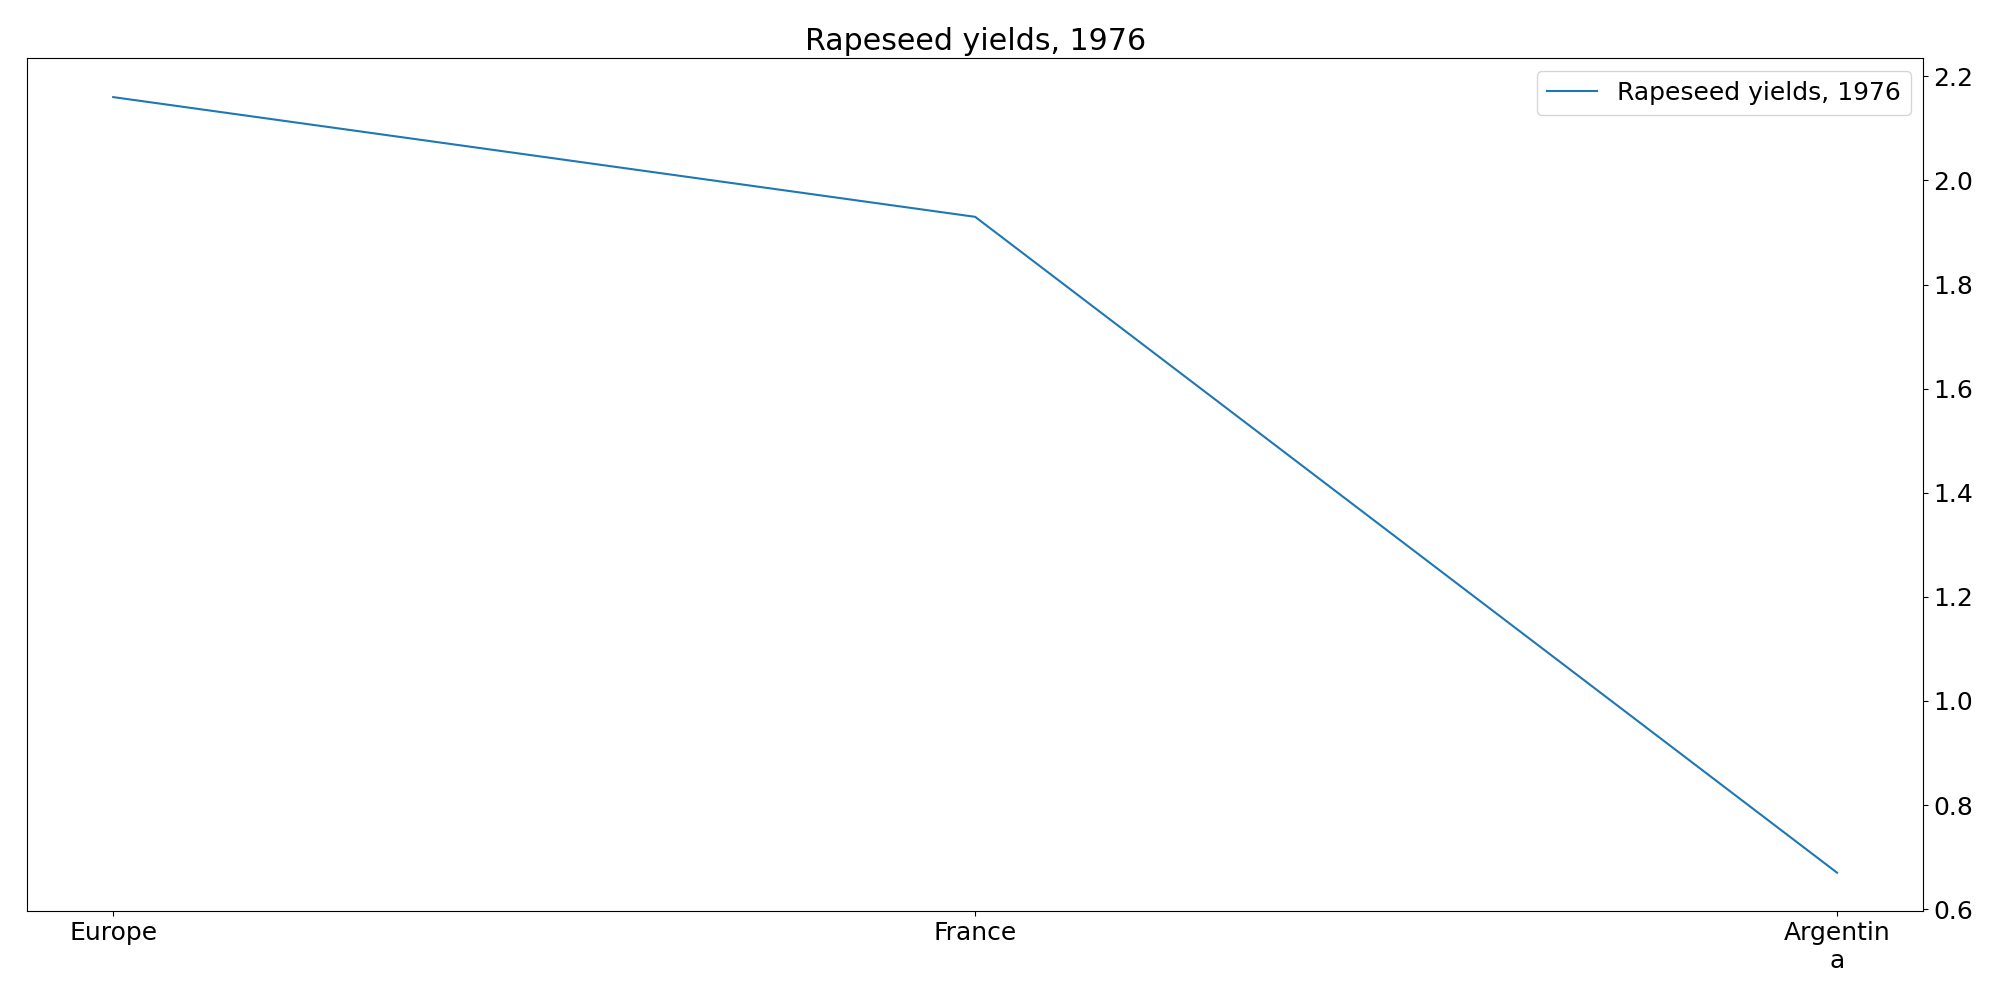 Rapeseed yields, 1976
Rapeseed yields, 1976
2.2
2.0
1.8
1.6
1.4
1.2
1.0
0.8
0.6
Europe
France
Argentin
a